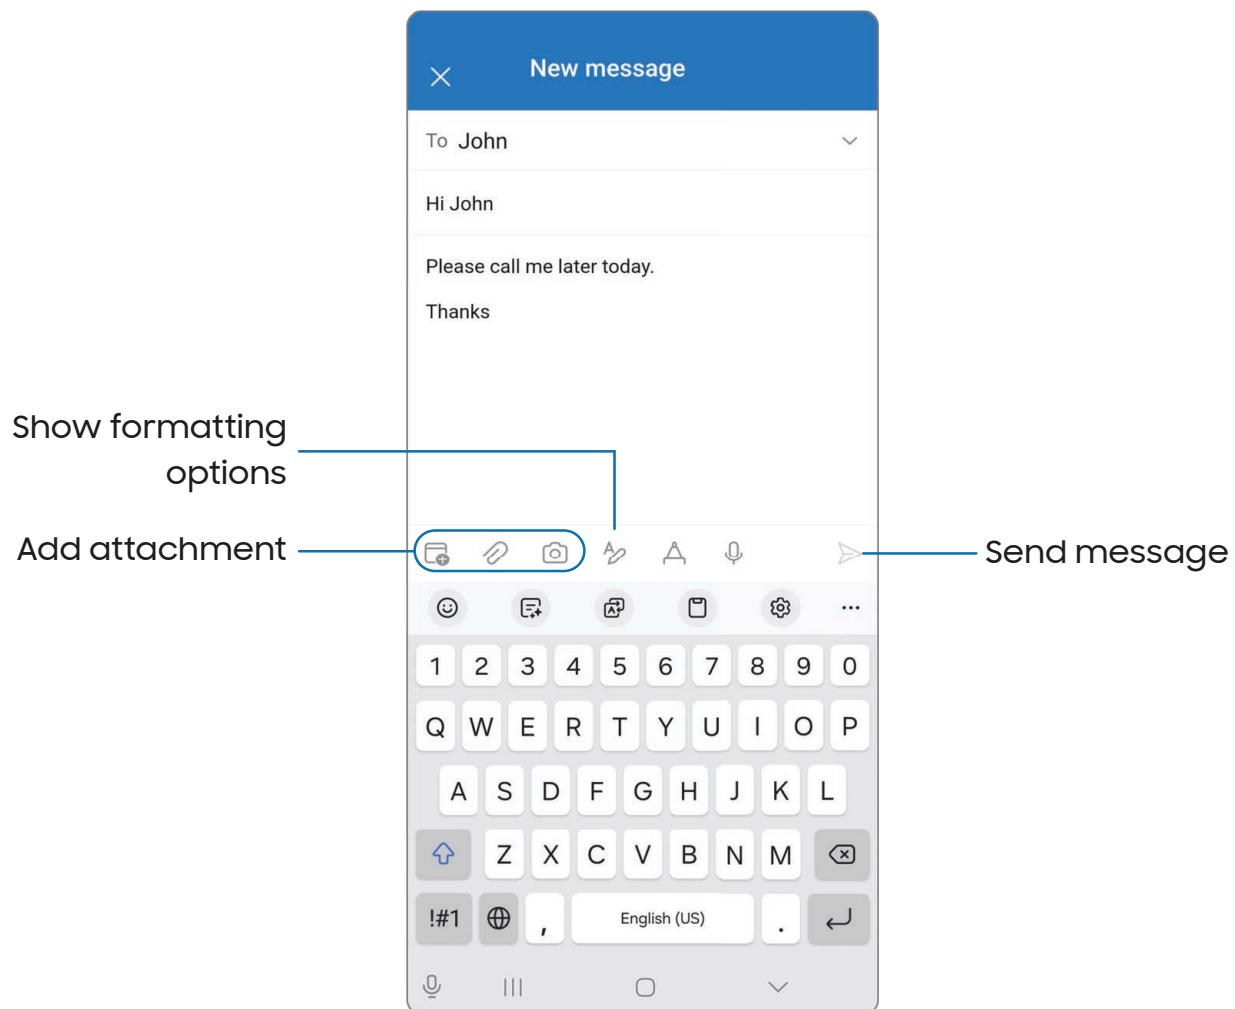 New message
To John
Hi John
Please call me later today.
Thanks
Show formatting
options
Add attachment
Send message
1 2 3 4 5 6 7 8 9 0
Q W E R T Y U I O P
A S D F G H J K L
Z X C V B N M
!#1 , English (US) .